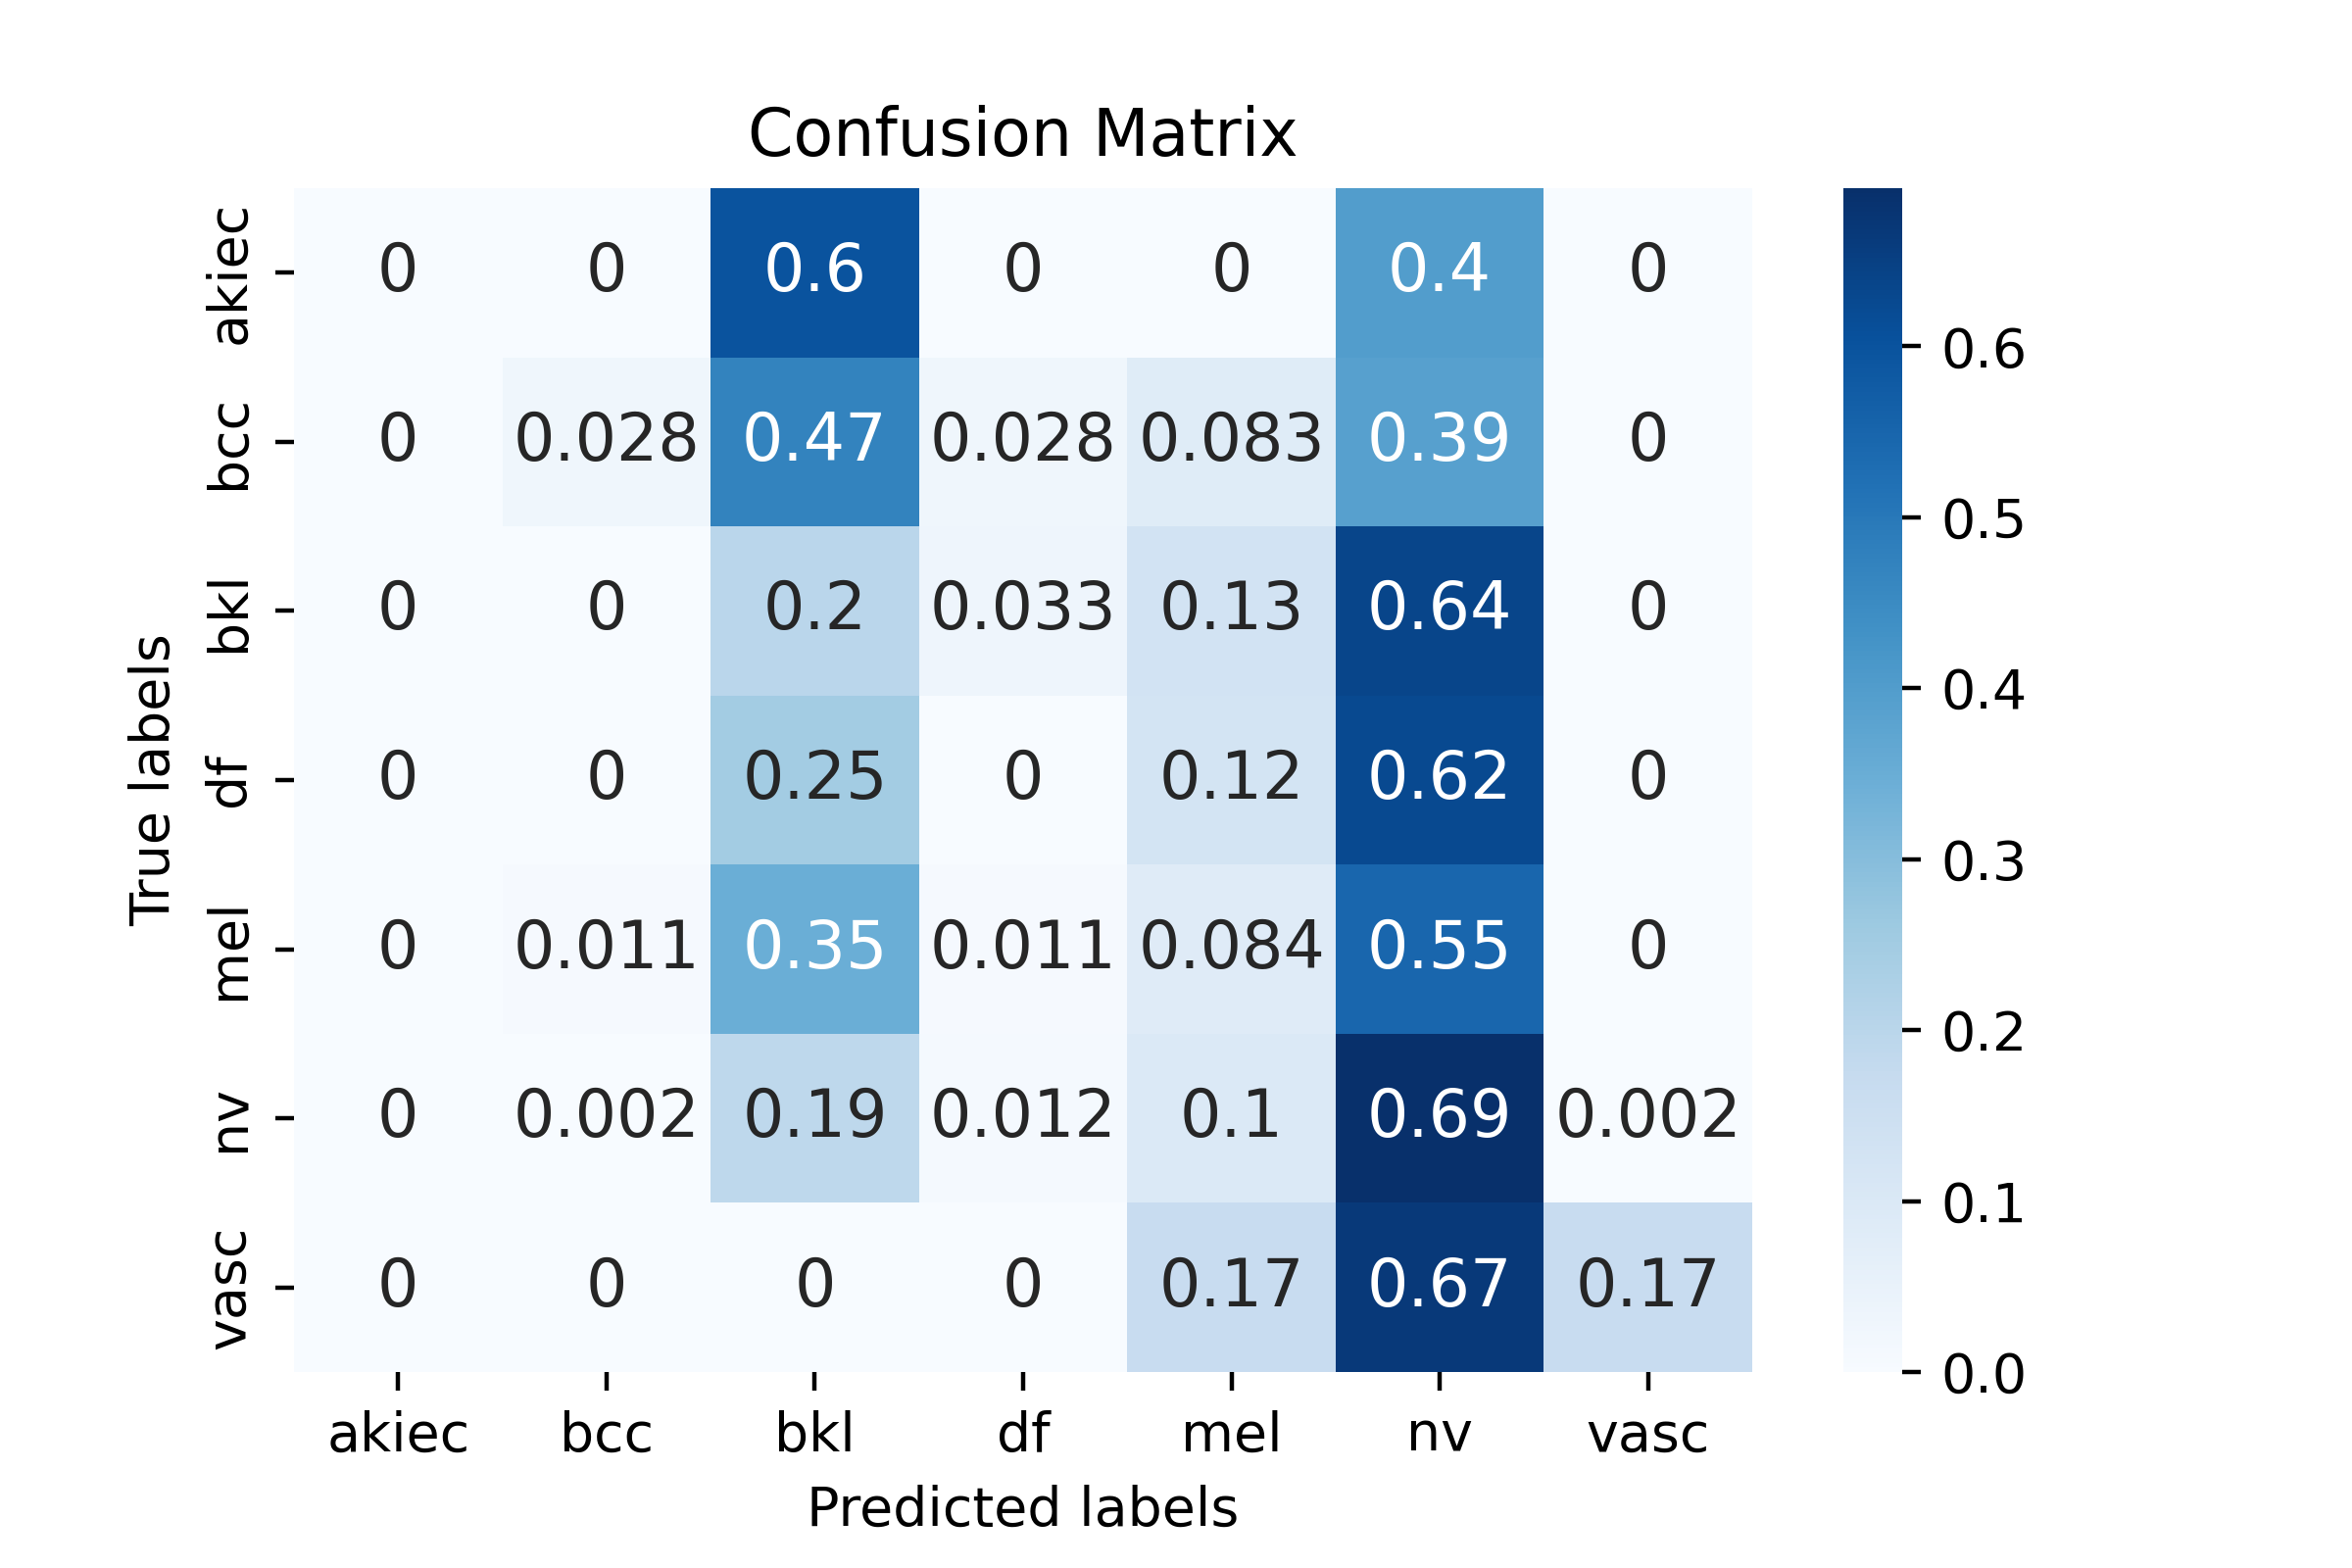 Confusion Matrix
True labels
akiec 0 0 0.6 0 0 0.4 0
bcc 0 0.028 0.47 0.028 0.083 0.39 0
bkl 0 0 0.2 0.033 0.13 0.64 0
df 0 0 0.25 0 0.12 0.62 0
mel 0 0.011 0.35 0.011 0.084 0.55 0
nv 0 0.002 0.19 0.012 0.1 0.69 0.002
vasc 0 0 0 0 0.17 0.67 0.17
akiec bcc bkl df mel nv vasc
Predicted labels
0.6
0.5
0.4
0.3
0.2
0.1
0.0